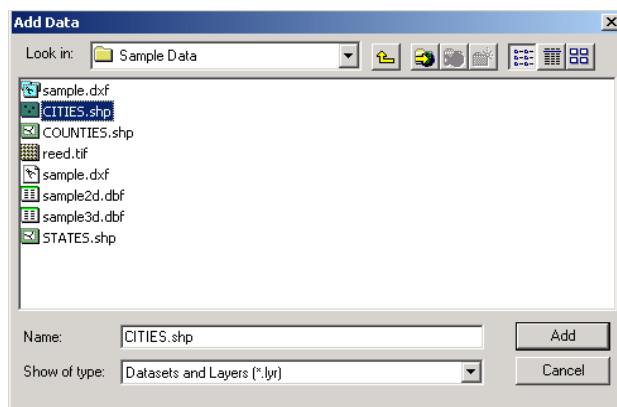 Add Data
Look in: Sample Data
sample.dxf
CITIES.shp
COUNTIES.shp
reed.tif
sample.dxf
sample2d.dbf
sample3d.dbf
STATES.shp
Name: CITIES.shp Add
Show of type: Datasets and Layers (*.lyr) Cancel